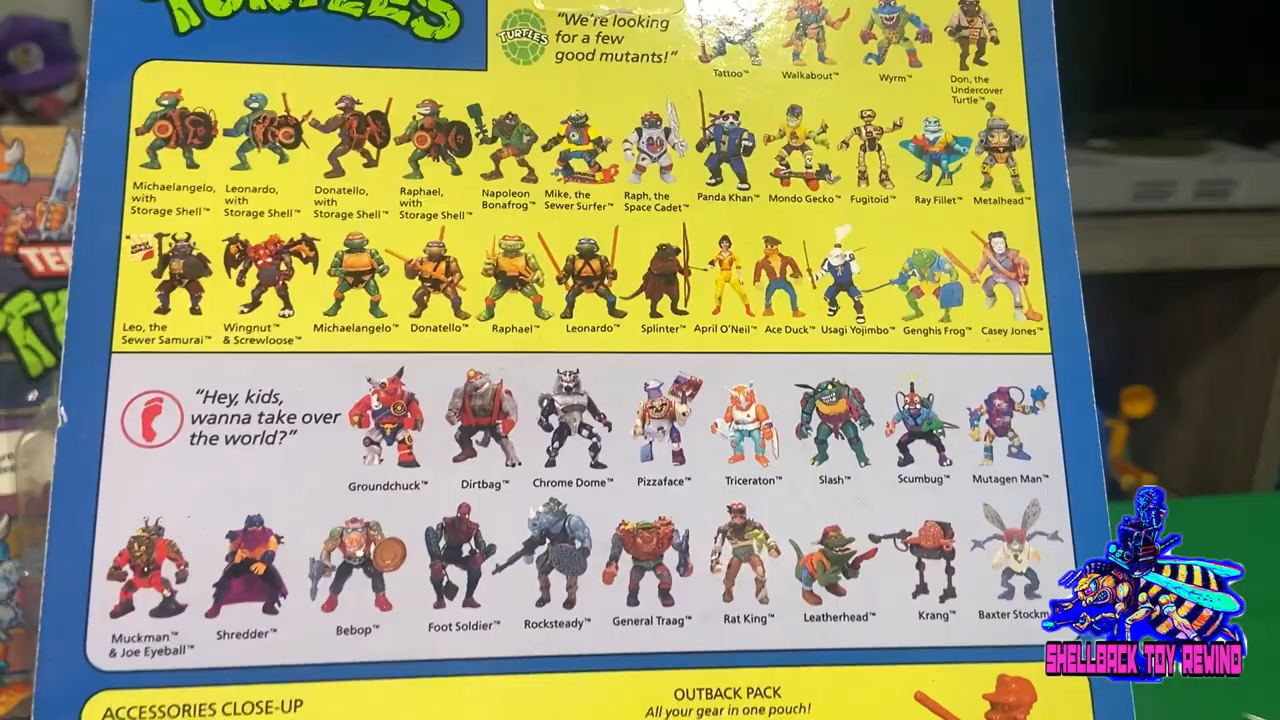 TURTLES
TURTLES
"We're looking
for a few
good mutants!"
Tattoo™
Walkabout™
Wyrm™
Don, the
Undercover
Turtle™
Michaelangelo,
with
Storage Shell™
Leonardo,
with
Storage Shell™
Donatello,
with
Storage Shell™
Raphael,
with
Storage Shell™
Napoleon
Bonafrog™
Mike, the
Sewer Surfer™
Raph, the
Space Cadet™
Panda Khan™
Mondo Gecko™
Fugitoid™
Ray Fillet™
Metalhead™
Leo, the
Sewer Samurai™
Wingnut™
& Screwloose™
Michaelangelo™
Donatello™
Raphael™
Leonardo™
Splinter™
April O'Neil™
Ace Duck™
Usagi Yojimbo™
Genghis Frog™
Casey Jones™
"Hey, kids,
wanna take over
the world?"
Groundchuck™
Dirtbag™
Chrome Dome™
Pizzaface™
Triceraton™
Slash™
Scumbug™
Mutagen Man™
Muckman™
& Joe Eyeball™
Shredder™
Bebop™
Foot Soldier™
Rocksteady™
General Traag™
Rat King™
Leatherhead™
Krang™
Baxter Stockm
ACCESSORIES CLOSE-UP
OUTBACK PACK
All your gear in one pouch!
TE
SHELLBACK TOY REWIND